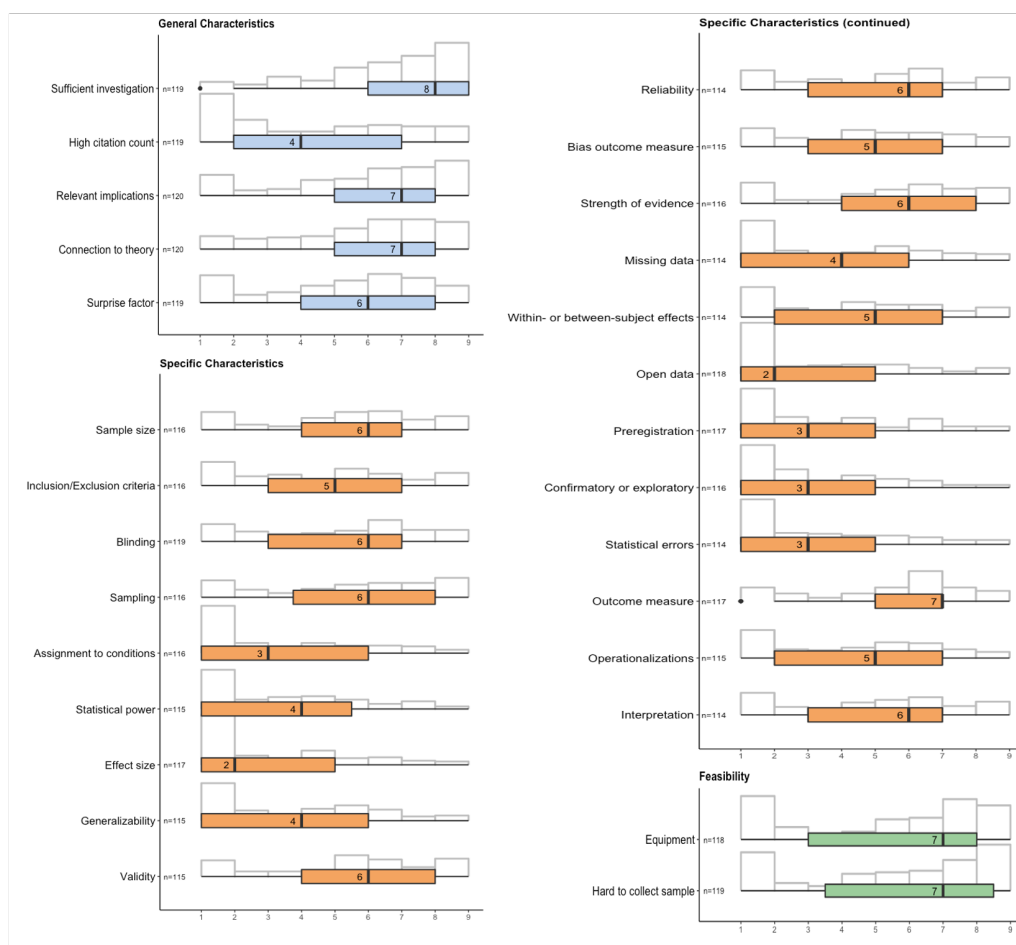 General Characteristics
Sufficient investigation n=119 8
High citation count n=119 4
Relevant implications n=120 7
Connection to theory n=120 7
Surprise factor n=119 6
1 2 3 4 5 6 7 8 9
Specific Characteristics
Sample size n=116 6
Inclusion/Exclusion criteria n=116 5
Blinding n=119 6
Sampling n=116 6
Assignment to conditions n=116 3
Statistical power n=115 4
Effect size n=117 2
Generalizability n=115 4
Validity n=115 6
1 2 3 4 5 6 7 8 9
Specific Characteristics (continued)
Reliability n=114 6
Bias outcome measure n=115 5
Strength of evidence n=116 6
Missing data n=114 4
Within- or between-subject effects n=114 5
Open data n=118 2
Preregistration n=117 3
Confirmatory or exploratory n=116 3
Statistical errors n=114 3
Outcome measure n=117 7
Operationalizations n=115 5
Interpretation n=114 6
1 2 3 4 5 6 7 8 9
Feasibility
Equipment n=118 7
Hard to collect sample n=119 7
1 2 3 4 5 6 7 8 9